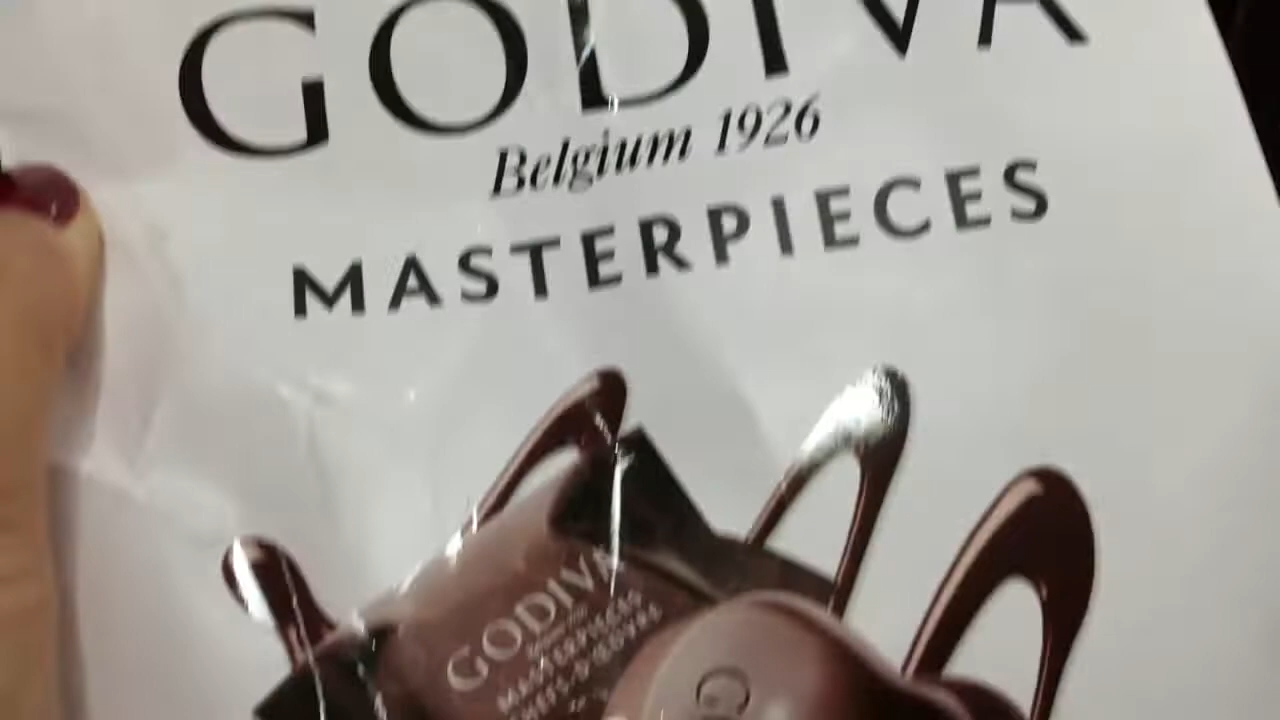 GODIVA
Belgium 1926
MASTERPIECES
GODIVA
MASTERPIECES